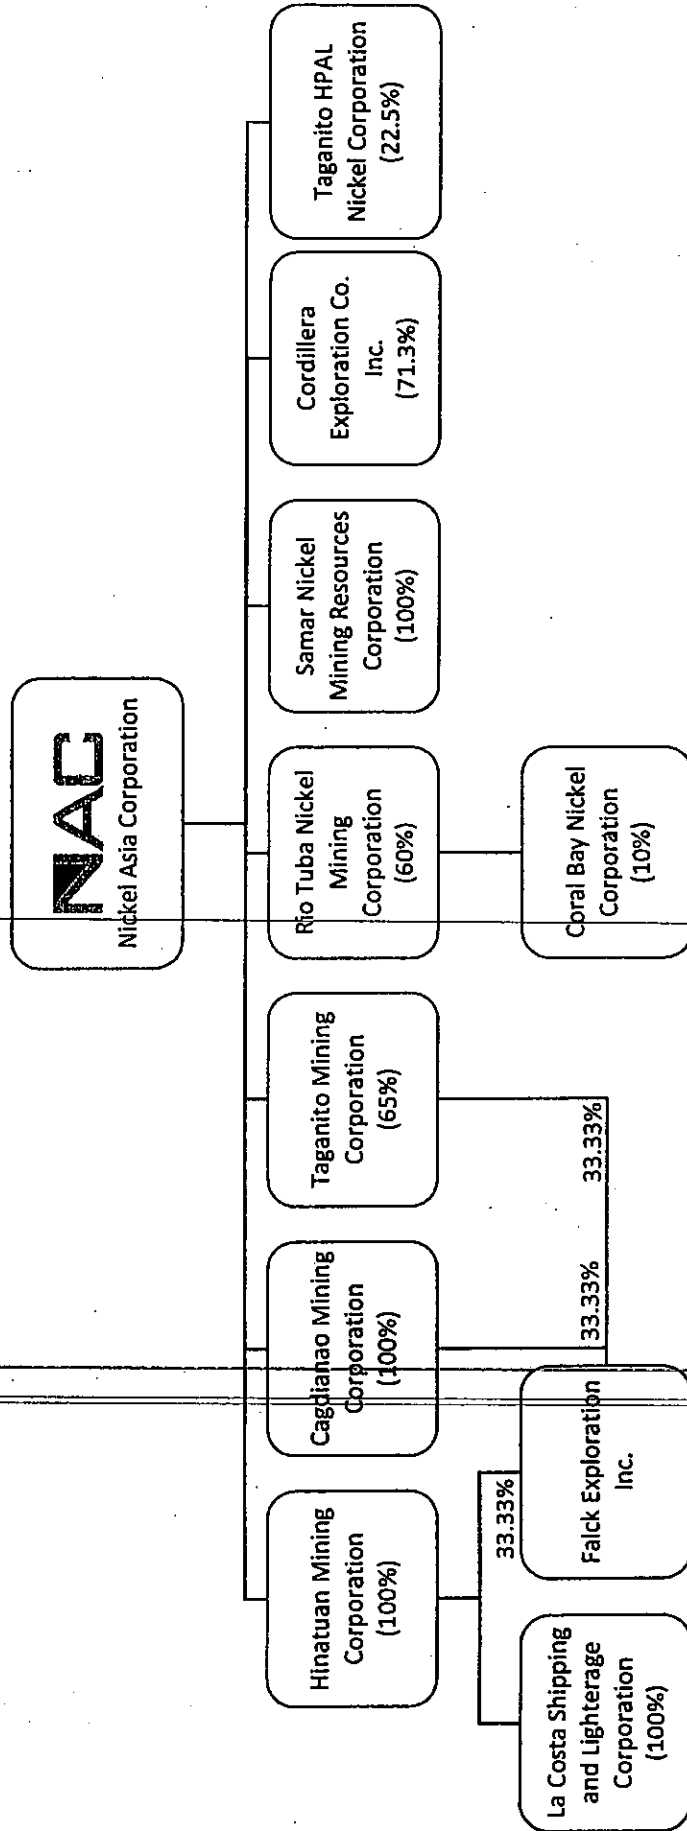 NAC
Nickel Asia Corporation
Hinatuan Mining
Corporation
(100%)
Cagdianao Mining
Corporation
(100%)
Taganito Mining
Corporation
(65%)
Rio Tuba Nickel
Mining
Corporation
(60%)
Samar Nickel
Mining Resources
Corporation
(100%)
Cordillera
Exploration Co.
Inc.
(71.3%)
Taganito HPAL
Nickel Corporation
(22.5%)
33.33%
33.33%
33.33%
La Costa Shipping
and Lighterage
Corporation
(100%)
Falck Exploration
Inc.
Coral Bay Nickel
Corporation
(10%)